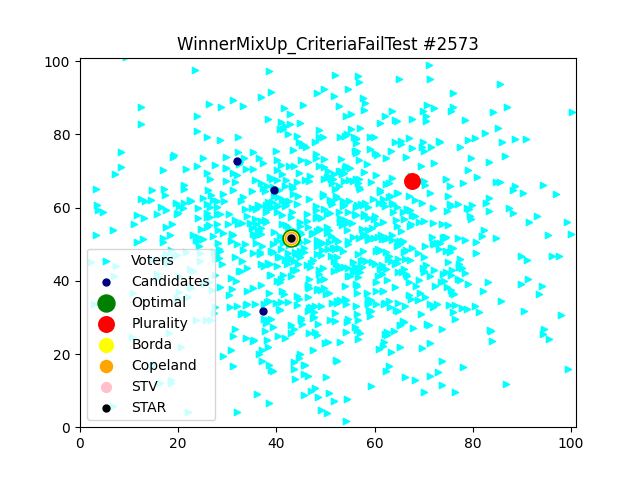 WinnerMixUp_CriteriaFailTest #2573
100
80
60
40
20
0
Voters
Candidates
Optimal
Plurality
Borda
Copeland
STV
STAR
0 20 40 60 80 100